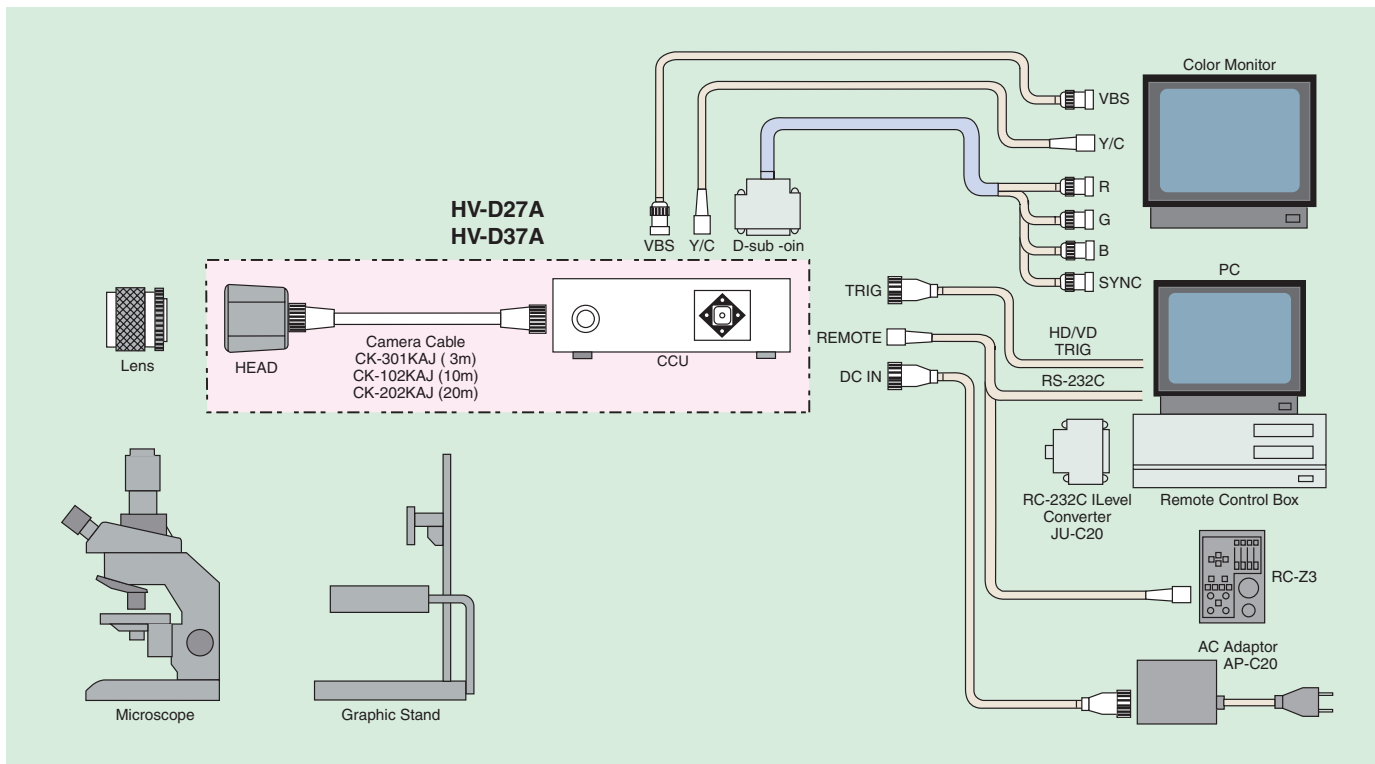 Color Monitor
VBS
Y/C
R
G
B
SYNC
HV-D27A
HV-D37A
VBS
Y/C
D-sub -oin
Lens
HEAD
Camera Cable
CK-301KAJ ( 3m)
CK-102KAJ (10m)
CK-202KAJ (20m)
CCU
TRIG
REMOTE
DC IN
PC
HD/VD
TRIG
RS-232C
RC-232C ILevel
Converter
JU-C20
Remote Control Box
RC-Z3
AC Adaptor
AP-C20
Microscope
Graphic Stand